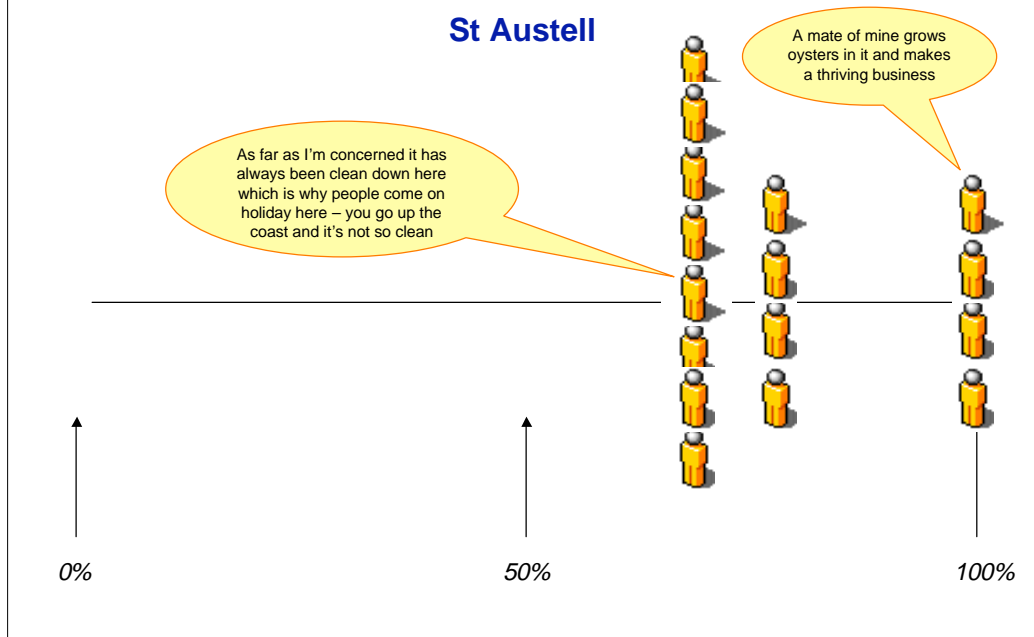 St Austell
A mate of mine grows
oysters in it and makes
a thriving business
As far as I'm concerned it has
always been clean down here
which is why people come on
holiday here – you go up the
coast and it's not so clean
0%
50%
100%